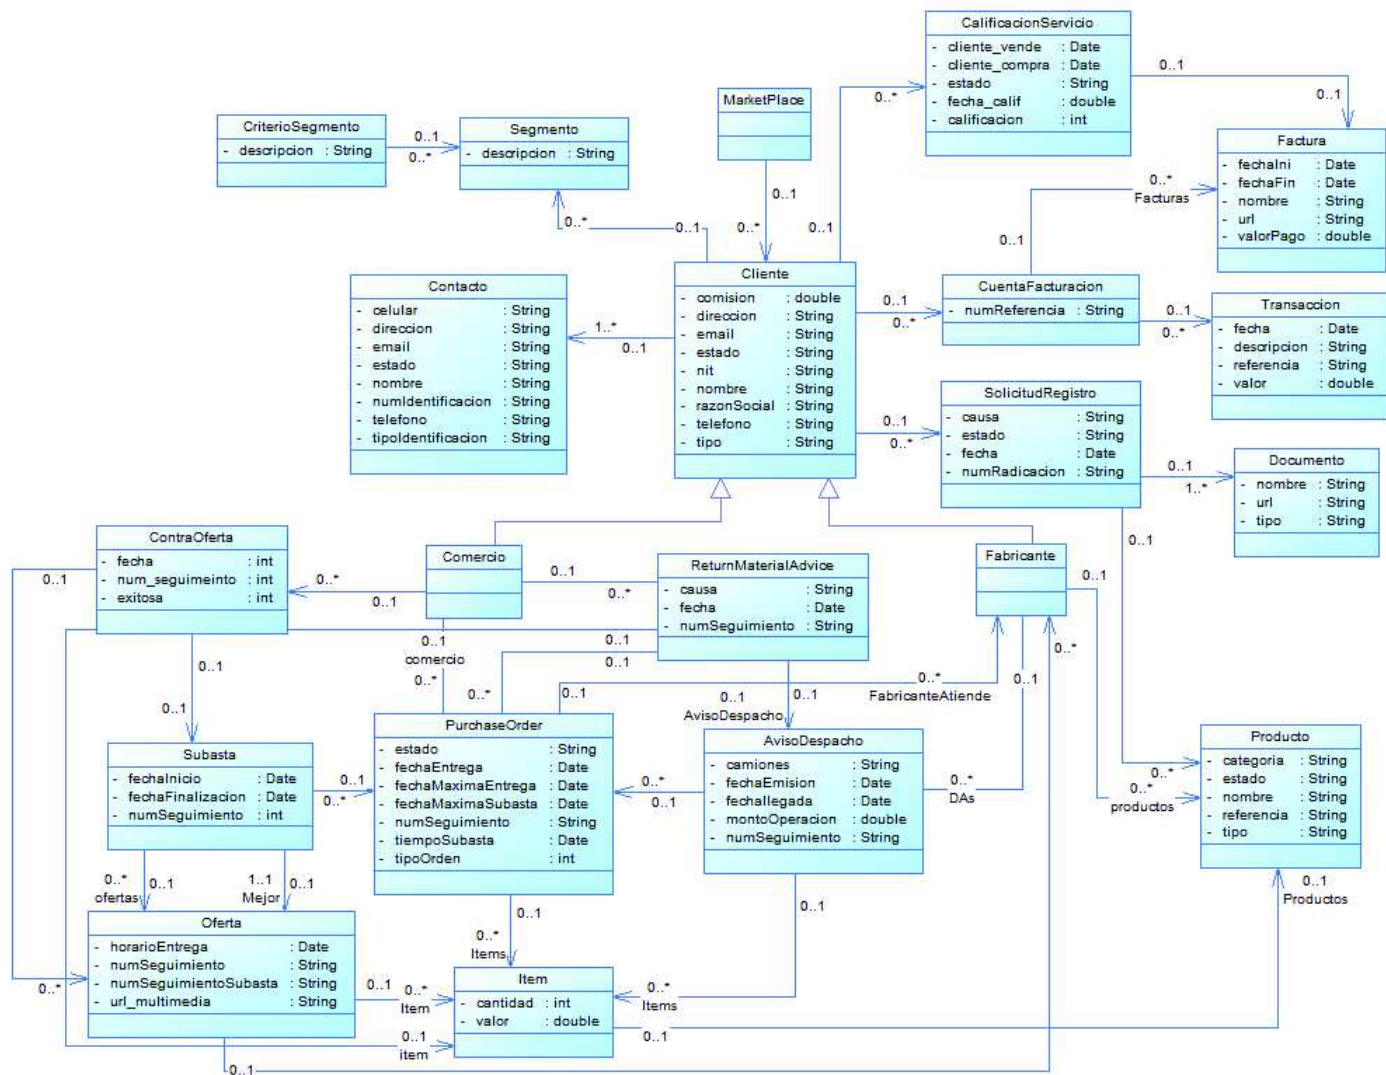 CalificacionServicio
- cliente_vende : Date
- cliente_compra : Date
- estado : String
- fecha_calif : double
- calificacion : int
0..1
0..1
0..*
0..1
MarketPlace
0..1
0..*
CriterioSegmento
- descripcion : String
0..1
0..*
Segmento
- descripcion : String
0..*
0..1
Factura
- fechaIni : Date
- fechaFin : Date
- nombre : String
- url : String
- valorPago : double
0..*
Facturas
0..1
Contacto
- celular : String
- direccion : String
- email : String
- estado : String
- nombre : String
- numIdentificacion : String
- telefono : String
- tipoIdentificacion : String
1..*
0..1
Cliente
- comision : double
- direccion : String
- email : String
- estado : String
- nit : String
- nombre : String
- razonSocial : String
- telefono : String
- tipo : String
0..1
0..*
CuentaFacturacion
- numReferencia : String
0..1
0..*
Transaccion
- fecha : Date
- descripcion : String
- referencia : String
- valor : double
0..1
0..*
SolicitudRegistro
- causa : String
- estado : String
- fecha : Date
- numRadicacion : String
0..1
1..*
Documento
- nombre : String
- url : String
- tipo : String
0..1
ContraOferta
- fecha : int
- num_seguimeinto : int
- exitosa : int
0..1
0..*
0..1
Comercio
0..1
0..*
ReturnMaterialAdvice
- causa : String
- fecha : Date
- numSeguimiento : String
Fabricante
0..1
0..1
comercio
0..*
0..1
0..1
0..*
0..1
0..*
FabricanteAtiende
0..1
0..1
AvisoDespacho
0..1
0..*
0..1
0..1
Subasta
- fechaInicio : Date
- fechaFinalizacion : Date
- numSeguimiento : int
0..1
0..*
PurchaseOrder
- estado : String
- fechaEntrega : Date
- fechaMaximaEntrega : Date
- fechaMaximaSubasta : Date
- numSeguimiento : String
- tiempoSubasta : Date
- tipoOrden : int
0..*
0..1
AvisoDespacho
- camiones : String
- fechaEmision : Date
- fechallegada : Date
- montoOperacion : double
- numSeguimiento : String
0..*
DAs
Producto
- categoria : String
- estado : String
- nombre : String
- referencia : String
- tipo : String
0..*
0..*
productos
0..*
ofertas
0..1
1..1
Mejor
0..1
0..1
0..*
Items
0..1
0..1
Productos
Oferta
- horarioEntrega : Date
- numSeguimiento : String
- numSeguimientoSubasta : String
- url_multimedia : String
0..*
0..1
0..*
Item
0..1
item
Item
- cantidad : int
- valor : double
0..*
Items
0..1
0..1